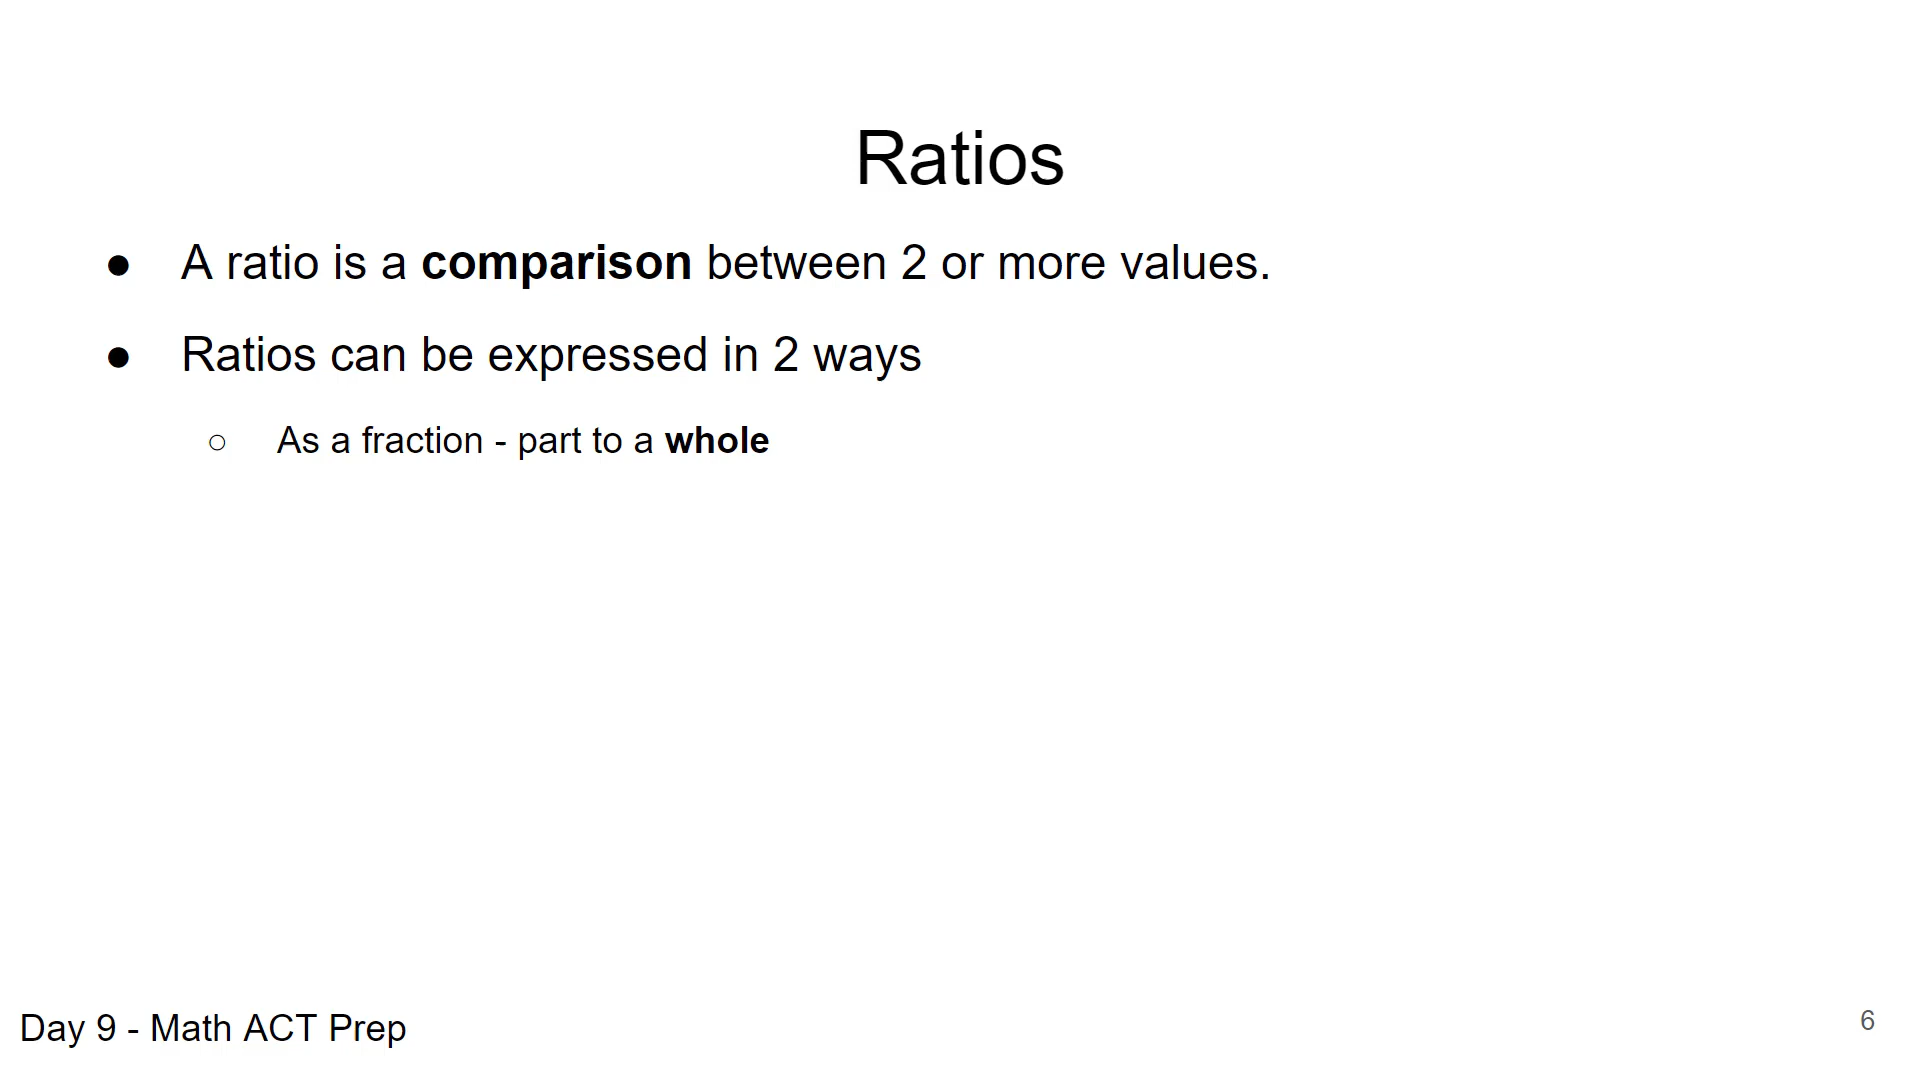 Ratios
● A ratio is a comparison between 2 or more values.
● Ratios can be expressed in 2 ways
○ As a fraction - part to a whole
Day 9 - Math ACT Prep
6